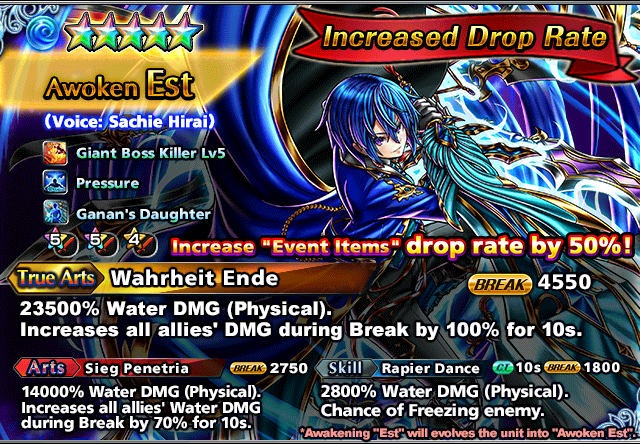 Increased Drop Rate
Awoken Est
(Voice: Sachie Hirai)
Giant Boss Killer Lv5
Pressure
Ganan's Daughter
5 5 4
Increase "Event Items" drop rate by 50%!
True Arts Wahrheit Ende BREAK 4550
23500% Water DMG (Physical).
Increases all allies' DMG during Break by 100% for 10s.
Arts Sieg Penetria BREAK 2750
14000% Water DMG (Physical).
Increases all allies' Water DMG
during Break by 70% for 10s.
Skill Rapier Dance CT 10s BREAK 1800
2800% Water DMG (Physical).
Chance of Freezing enemy.
*Awakening "Est" will evolves the unit into "Awoken Est".